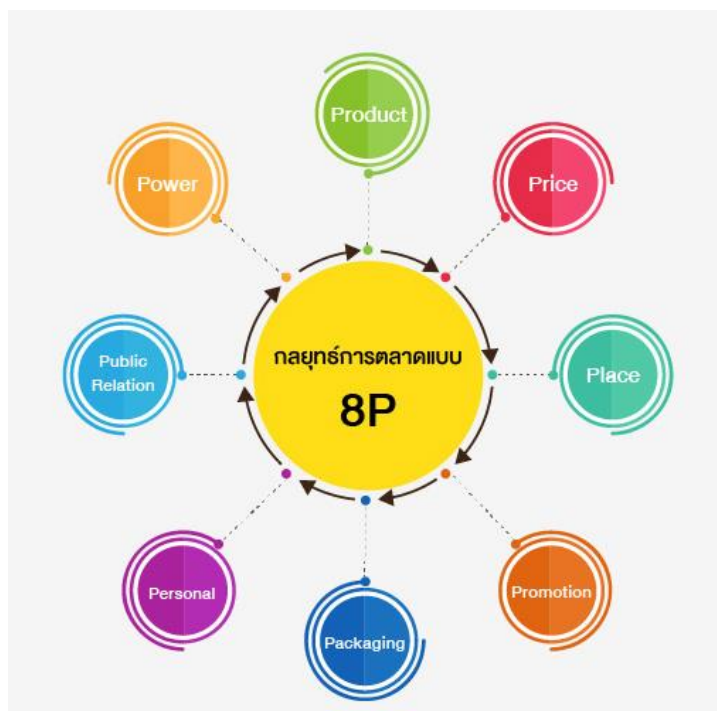 Product
Price
Place
Promotion
Packaging
Personal
Public
Relation
Power
กลยุทธ์การตลาดแบบ
8P